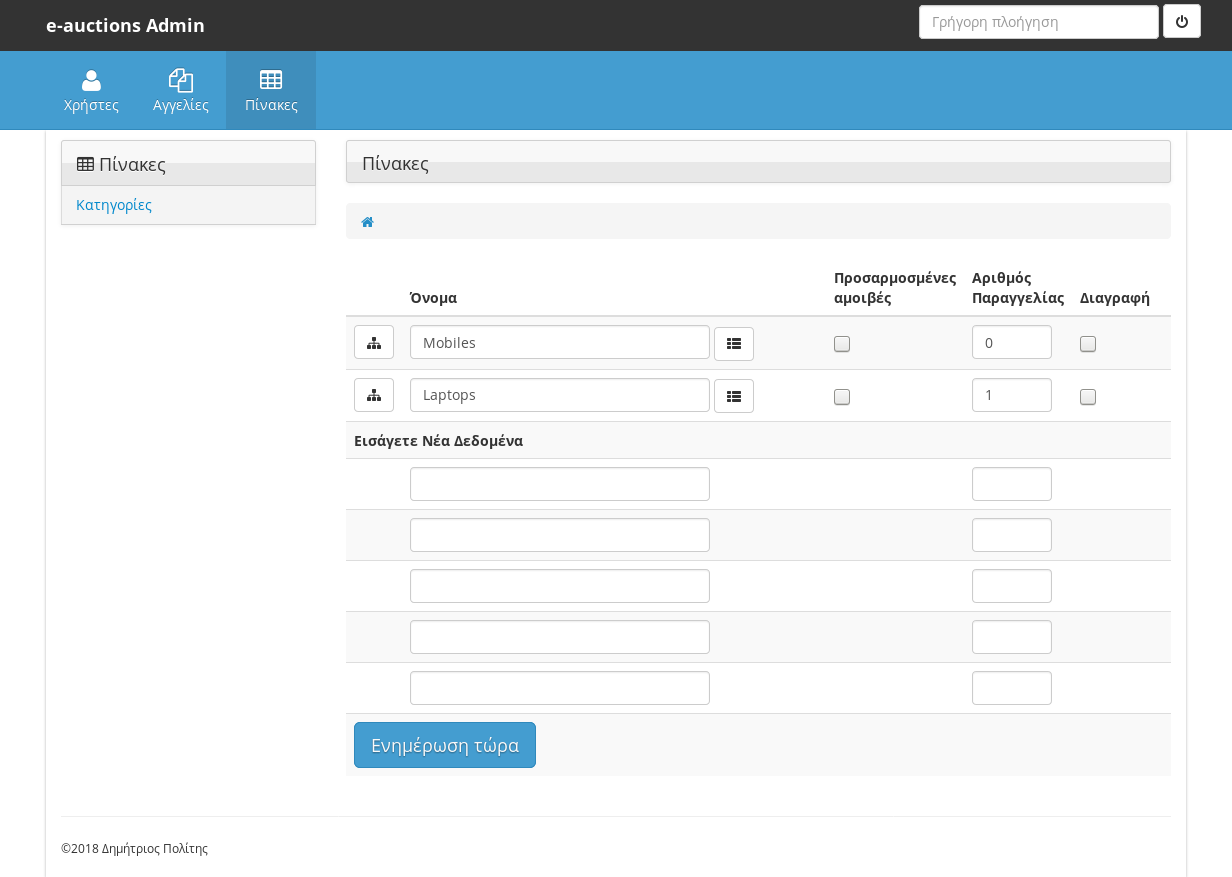 e-auctions Admin
Γρήγορη πλοήγηση
Χρήστες
Αγγελίες
Πίνακες
Πίνακες
Κατηγορίες
Πίνακες
Όνομα
Προσαρμοσμένες
αμοιβές
Αριθμός
Παραγγελίας
Διαγραφή
Mobiles
0
Laptops
1
Εισάγετε Νέα Δεδομένα
Ενημέρωση τώρα
©2018 Δημήτριος Πολίτης